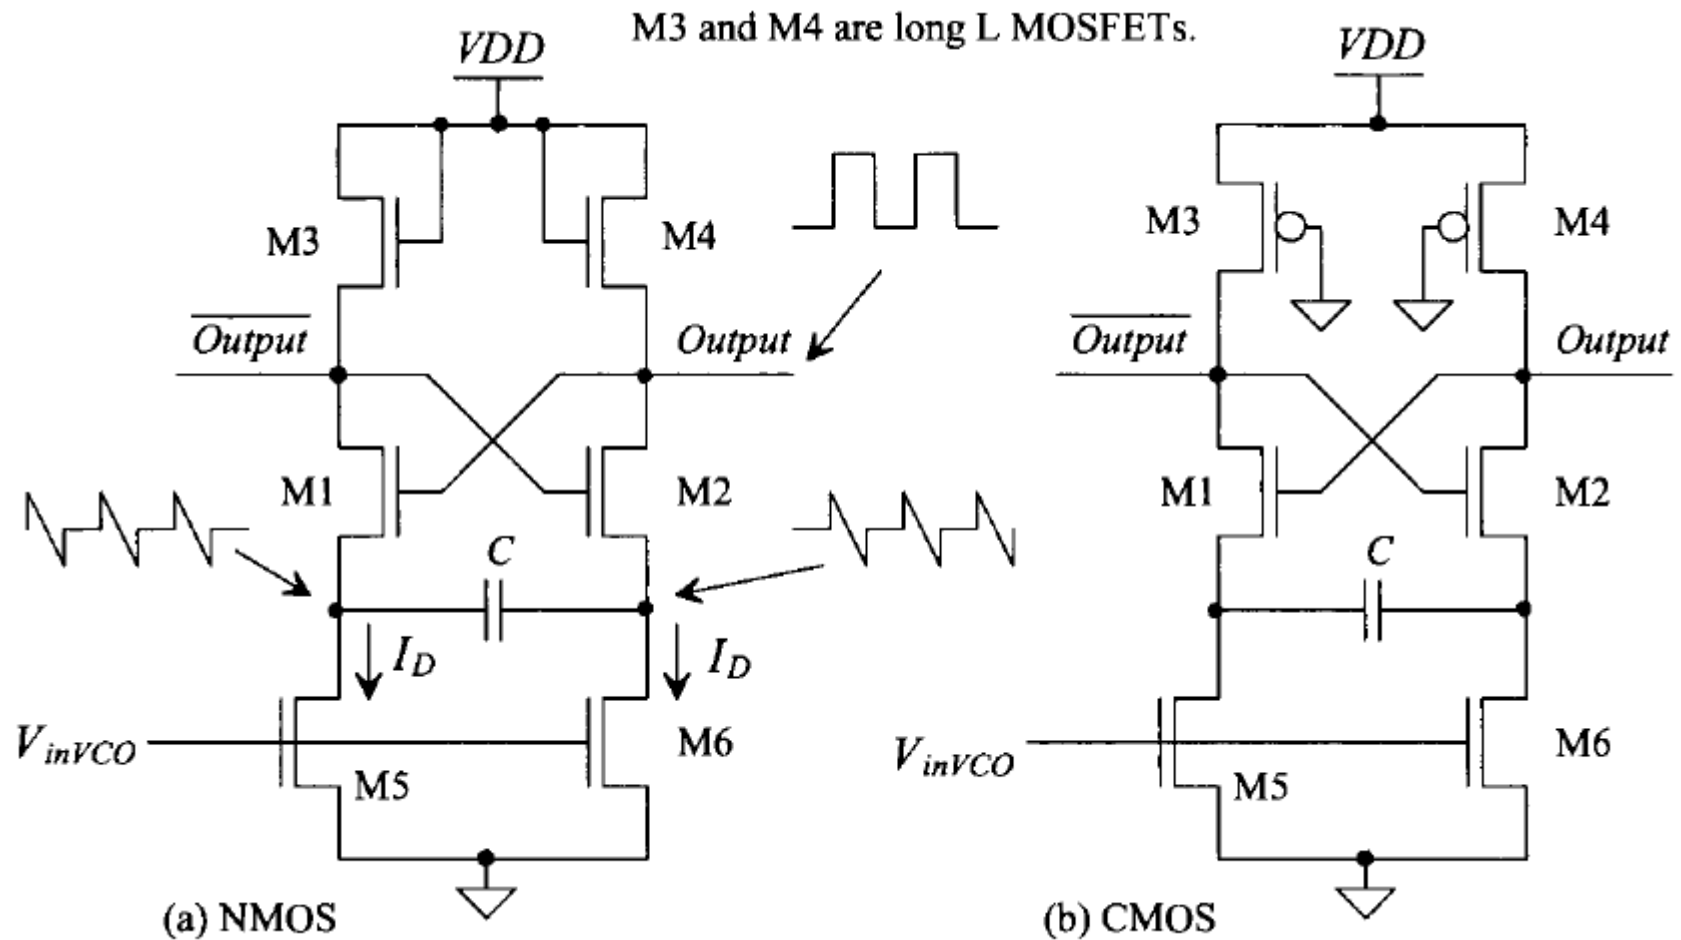 M3 and M4 are long L MOSFETs.
VDD
VDD
M3
M4
M3
M4
Output
Output
Output
Output
M1
M2
M1
M2
C
C
I_D
I_D
V_inVCO
M5
M6
V_inVCO
M5
M6
(a) NMOS
(b) CMOS